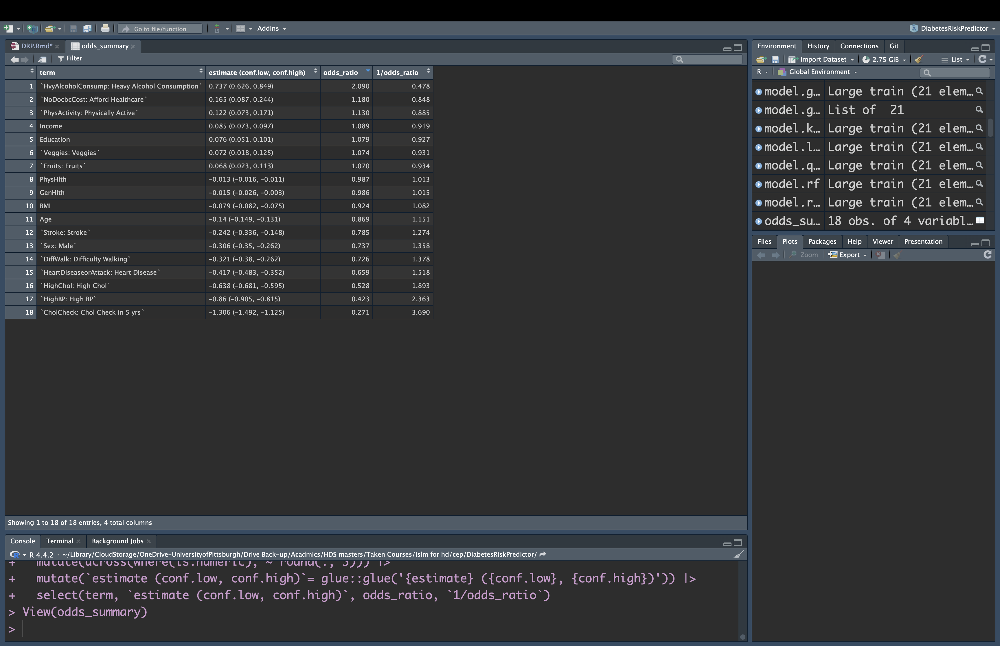 Go to file/function
Addins
DiabetesRiskPredictor
DRP.Rmd*
odds_summary
Filter
term estimate (conf.low, conf.high) odds_ratio 1/odds_ratio
1 `HvyAlcoholConsump: Heavy Alcohol Consumption` 0.737 (0.626, 0.849) 2.090 0.478
2 `NoDocbcCost: Afford Healthcare` 0.165 (0.087, 0.244) 1.180 0.848
3 `PhysActivity: Physically Active` 0.122 (0.073, 0.171) 1.130 0.885
4 Income 0.085 (0.073, 0.097) 1.089 0.919
5 Education 0.076 (0.051, 0.101) 1.079 0.927
6 `Veggies: Veggies` 0.072 (0.018, 0.125) 1.074 0.931
7 `Fruits: Fruits` 0.068 (0.023, 0.113) 1.070 0.934
8 PhysHlth -0.013 (-0.016, -0.011) 0.987 1.013
9 GenHlth -0.015 (-0.026, -0.003) 0.986 1.015
10 BMI -0.079 (-0.082, -0.075) 0.924 1.082
11 Age -0.14 (-0.149, -0.131) 0.869 1.151
12 `Stroke: Stroke` -0.242 (-0.336, -0.148) 0.785 1.274
13 `Sex: Male` -0.306 (-0.35, -0.262) 0.737 1.358
14 `DiffWalk: Difficulty Walking` -0.321 (-0.38, -0.262) 0.726 1.378
15 `HeartDiseaseorAttack: Heart Disease` -0.417 (-0.483, -0.352) 0.659 1.518
16 `HighChol: High Chol` -0.638 (-0.681, -0.595) 0.528 1.893
17 `HighBP: High BP` -0.86 (-0.905, -0.815) 0.423 2.363
18 `CholCheck: Chol Check in 5 yrs` -1.306 (-1.492, -1.125) 0.271 3.690
Showing 1 to 18 of 18 entries, 4 total columns
Console Terminal Background Jobs
R 4.4.2 · ~/Library/CloudStorage/OneDrive-UniversityofPittsburgh/Drive Back-up/Acadmics/HDS masters/Taken Courses/islm for hd/cep/DiabetesRiskPredictor/
+ mutate(across(where(is.numeric), ~ round(., 3))) |>
+ mutate(`estimate (conf.low, conf.high)`= glue::glue('{estimate} ({conf.low}, {conf.high})')) |>
+ select(term, `estimate (conf.low, conf.high)`, odds_ratio, `1/odds_ratio`)
> View(odds_summary)
>
Environment History Connections Git
Import Dataset 2.75 GiB List
R Global Environment
model.g… Large train (21 elem…
model.g… List of 21
model.k… Large train (21 elem…
model.l… Large train (21 elem…
model.q… Large train (21 elem…
model.rf Large train (21 elem…
model.r… Large train (21 elem…
odds_su… 18 obs. of 4 variabl…
Files Plots Packages Help Viewer Presentation
Zoom Export